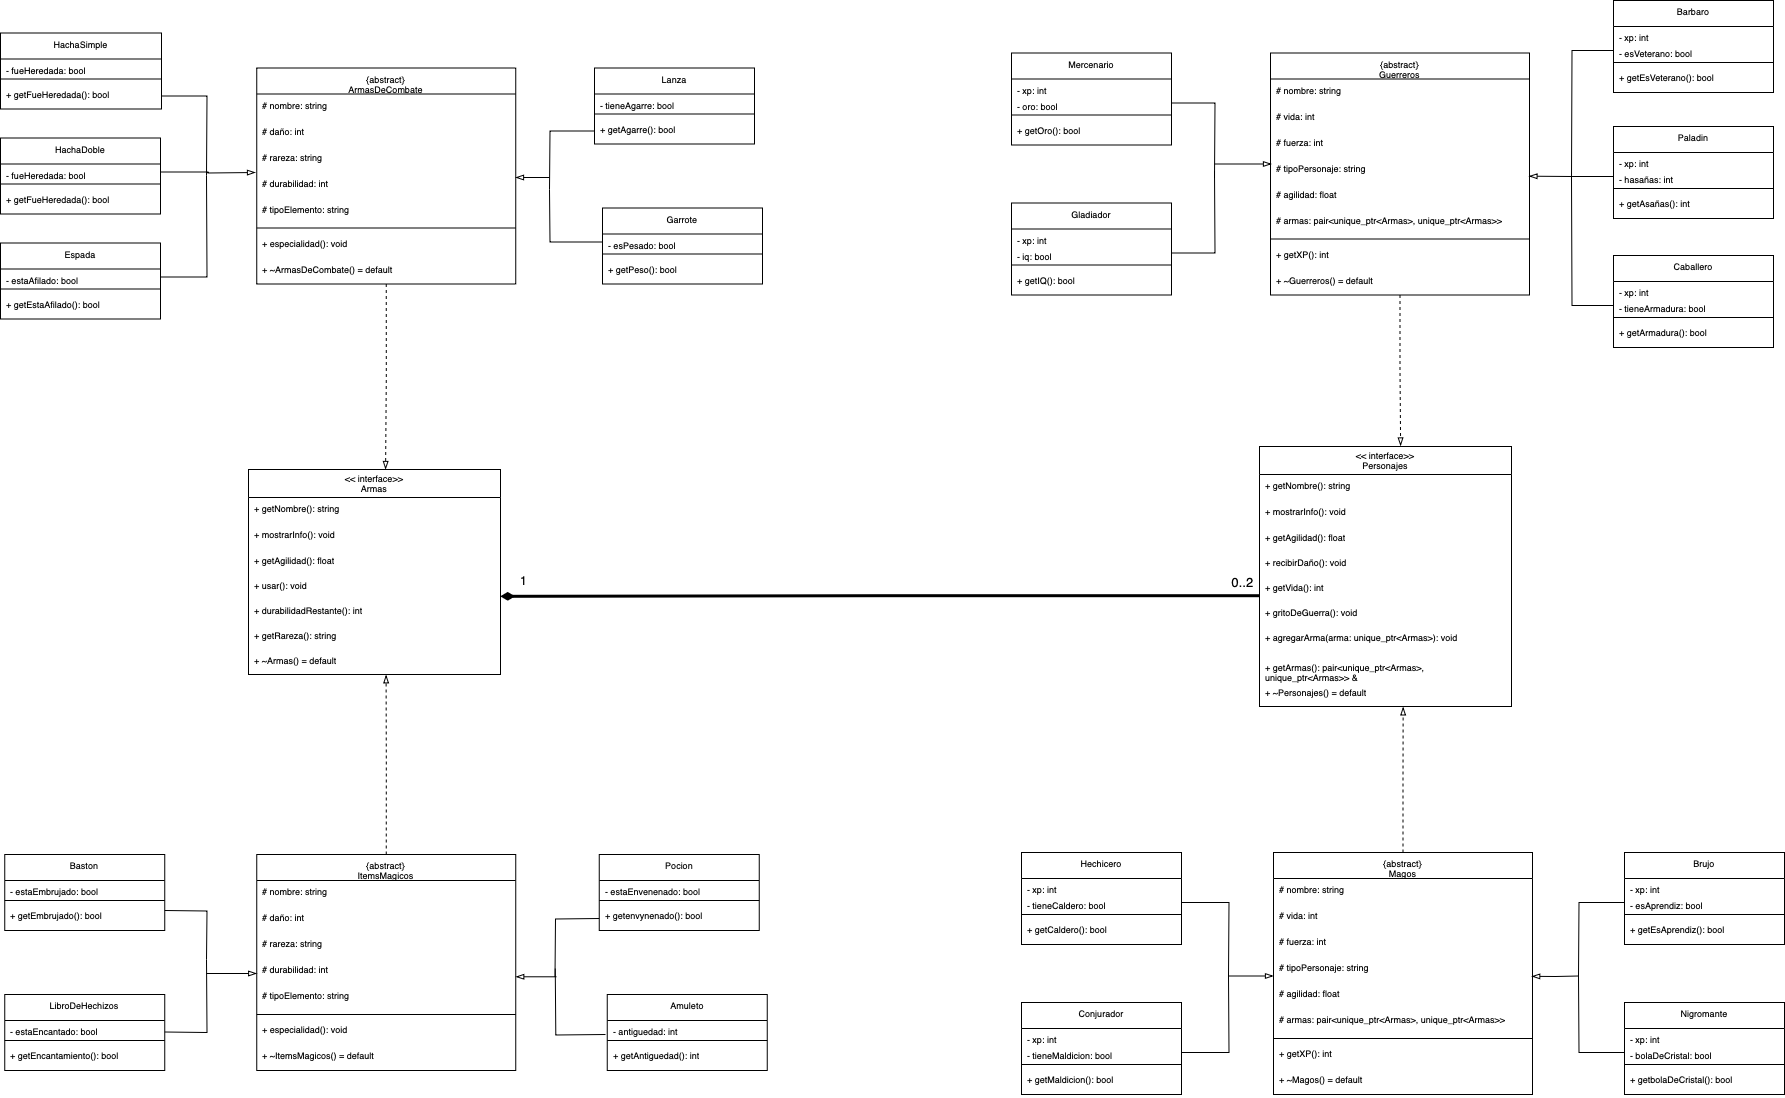 HachaSimple
- fueHeredada: bool
+ getFueHeredada(): bool
HachaDoble
- fueHeredada: bool
+ getFueHeredada(): bool
Espada
- estaAfilado: bool
+ getEstaAfilado(): bool
{abstract}
ArmasDeCombate
# nombre: string
# daño: int
# rareza: string
# durabilidad: int
# tipoElemento: string
+ especialidad(): void
+ ~ArmasDeCombate() = default
Lanza
- tieneAgarre: bool
+ getAgarre(): bool
Garrote
- esPesado: bool
+ getPeso(): bool
Mercenario
- xp: int
- oro: bool
+ getOro(): bool
Gladiador
- xp: int
- iq: bool
+ getIQ(): bool
{abstract}
Guerreros
# nombre: string
# vida: int
# fuerza: int
# tipoPersonaje: string
# agilidad: float
# armas: pair<unique_ptr<Armas>, unique_ptr<Armas>>
+ getXP(): int
+ ~Guerreros() = default
Barbaro
- xp: int
- esVeterano: bool
+ getEsVeterano(): bool
Paladin
- xp: int
- hasañas: int
+ getAsañas(): int
Caballero
- xp: int
- tieneArmadura: bool
+ getArmadura(): bool
<< interface>>
Armas
+ getNombre(): string
+ mostrarInfo(): void
+ getAgilidad(): float
+ usar(): void
+ durabilidadRestante(): int
+ getRareza(): string
+ ~Armas() = default
1
0..2
<< interface>>
Personajes
+ getNombre(): string
+ mostrarInfo(): void
+ getAgilidad(): float
+ recibirDaño(): void
+ getVida(): int
+ gritoDeGuerra(): void
+ agregarArma(arma: unique_ptr<Armas>): void
+ getArmas(): pair<unique_ptr<Armas>,
unique_ptr<Armas>> &
+ ~Personajes() = default
Baston
- estaEmbrujado: bool
+ getEmbrujado(): bool
LibroDeHechizos
- estaEncantado: bool
+ getEncantamiento(): bool
{abstract}
ItemsMagicos
# nombre: string
# daño: int
# rareza: string
# durabilidad: int
# tipoElemento: string
+ especialidad(): void
+ ~ItemsMagicos() = default
Pocion
- estaEnvenenado: bool
+ getenvynenado(): bool
Amuleto
- antiguedad: int
+ getAntiguedad(): int
Hechicero
- xp: int
- tieneCaldero: bool
+ getCaldero(): bool
Conjurador
- xp: int
- tieneMaldicion: bool
+ getMaldicion(): bool
{abstract}
Magos
# nombre: string
# vida: int
# fuerza: int
# tipoPersonaje: string
# agilidad: float
# armas: pair<unique_ptr<Armas>, unique_ptr<Armas>>
+ getXP(): int
+ ~Magos() = default
Brujo
- xp: int
- esAprendiz: bool
+ getEsAprendiz(): bool
Nigromante
- xp: int
- bolaDeCristal: bool
+ getbolaDeCristal(): bool